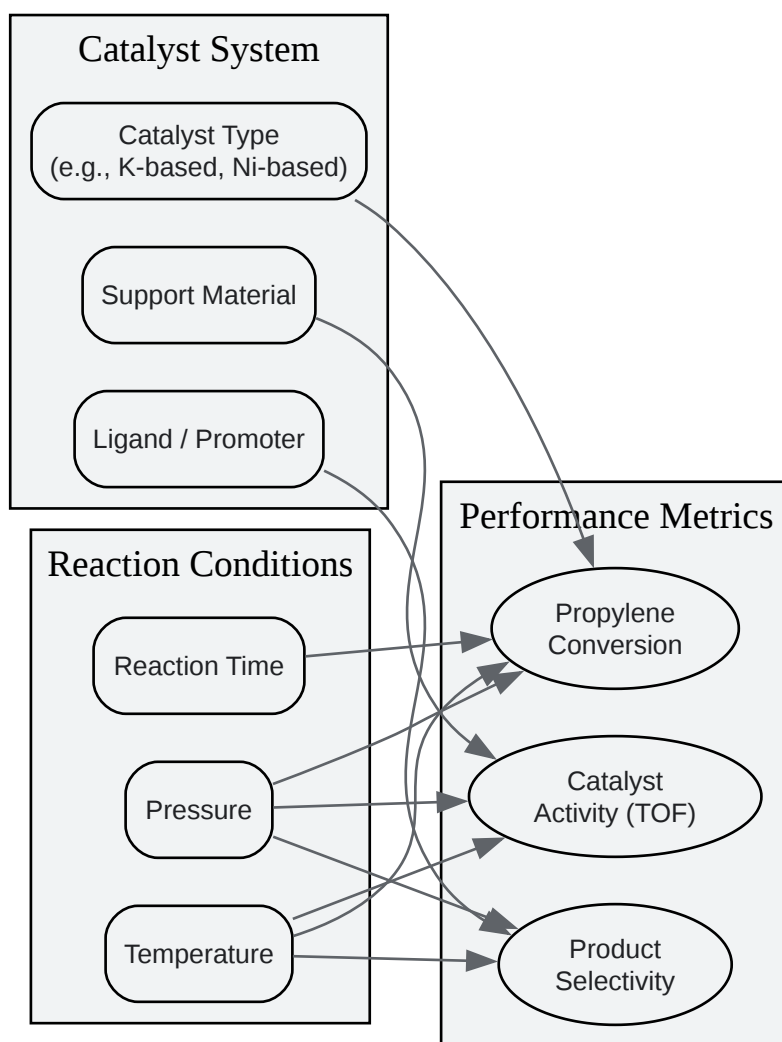 Catalyst System
Catalyst Type
(e.g., K-based, Ni-based)
Support Material
Ligand / Promoter
Reaction Conditions
Reaction Time
Pressure
Temperature
Performance Metrics
Propylene
Conversion
Catalyst
Activity (TOF)
Product
Selectivity